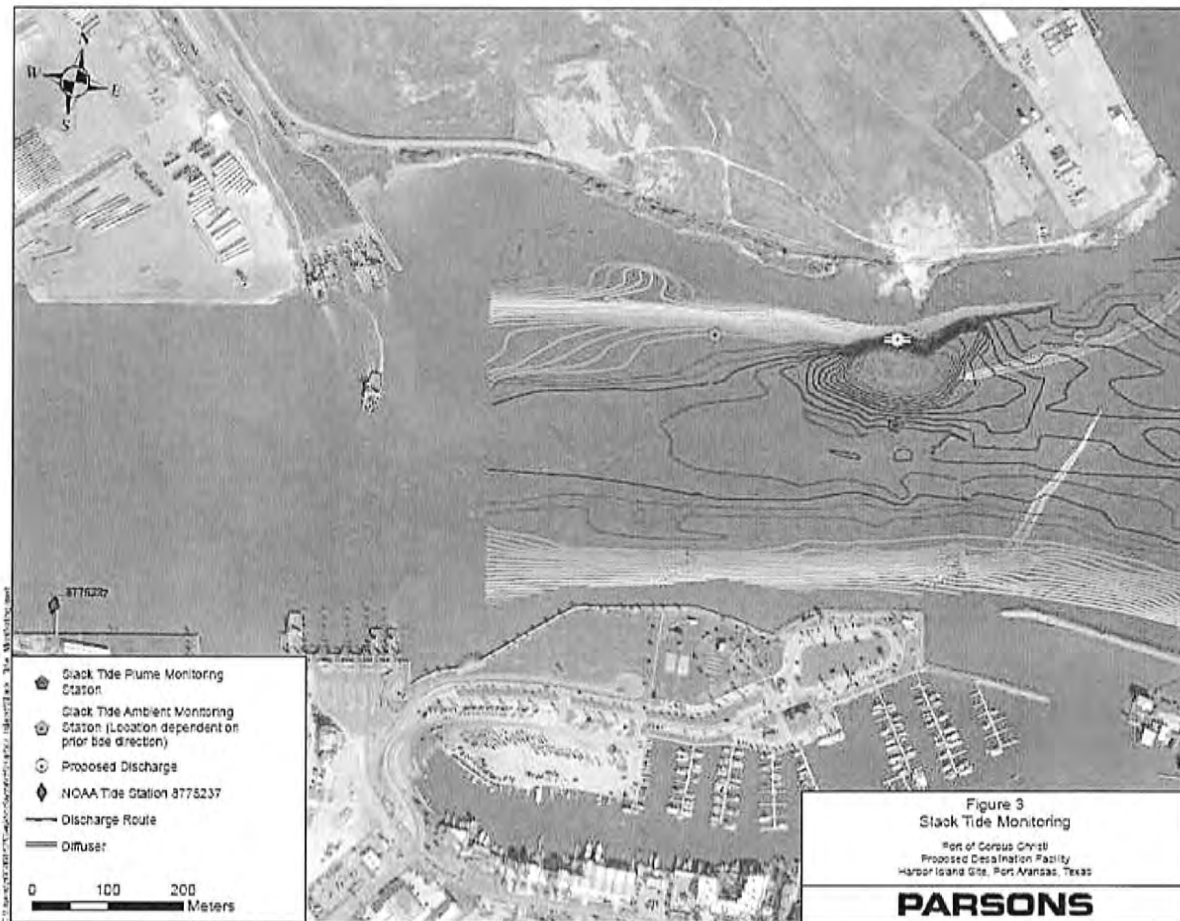 N
W
E
S
8775237
Slack Tide Plume Monitoring
Station
Slack Tide Ambient Monitoring
Station (Location dependent on
prior tide direction)
Proposed Discharge
NOAA Tide Station 8775237
Discharge Route
Diffuser
0 100 200
Meters
Figure 3
Slack Tide Monitoring
Port of Corpus Christi
Proposed Desalination Facility
Harbor Island Site, Port Aransas, Texas
PARSONS